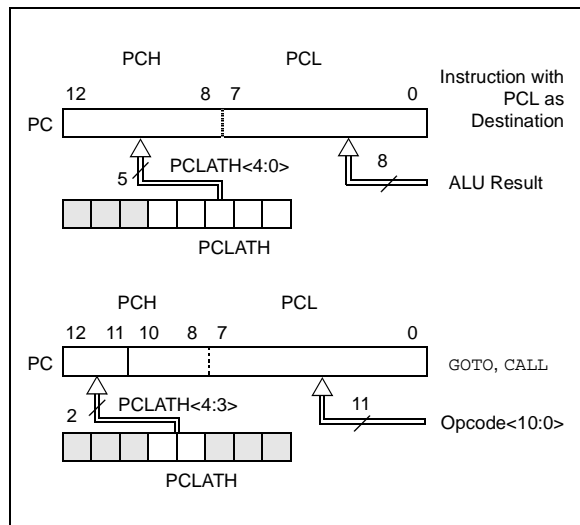 PCH PCL
12 8 7 0
Instruction with
PCL as
Destination
PC
5 PCLATH<4:0> 8
ALU Result
PCLATH
PCH PCL
12 11 10 8 7 0
PC GOTO, CALL
2 PCLATH<4:3> 11
Opcode<10:0>
PCLATH